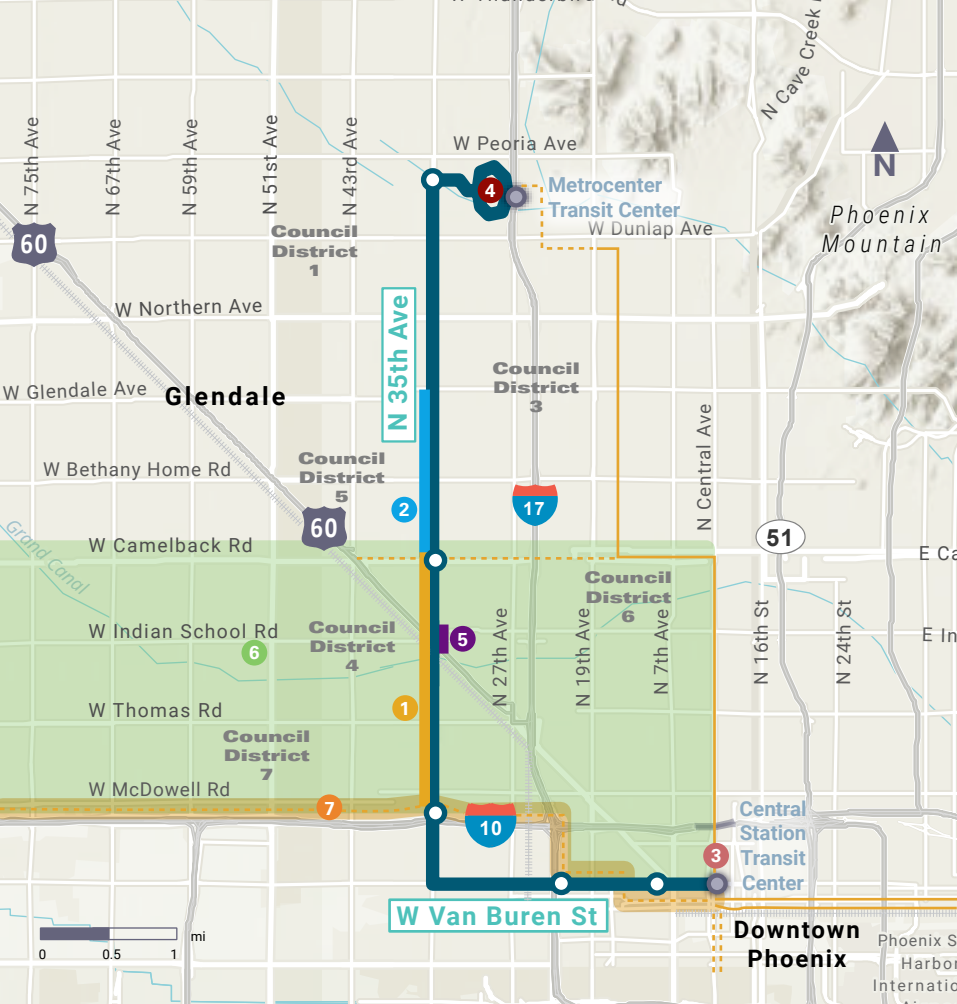 N Cave Creek
N 75th Ave
N 67th Ave
N 59th Ave
N 51st Ave
N 43rd Ave
W Peoria Ave
N
4
Metrocenter
Transit Center
Phoenix
Mountain
60
Council
District
1
W Dunlap Ave
W Northern Ave
N 35th Ave
W Glendale Ave
Glendale
Council
District
3
N Central Ave
W Bethany Home Rd
Council
District
5
2
17
60
51
Grand Canal
W Camelback Rd
E Ca
Council
District
6
W Indian School Rd
6
Council
District
4
5
N 27th Ave
N 19th Ave
N 7th Ave
N 16th St
N 24th St
E In
W Thomas Rd
1
Council
District
7
W McDowell Rd
7
10
Central
Station
Transit
Center
3
W Van Buren St
Downtown
Phoenix
Phoenix S
Harbor
Internatio
mi
0
0.5
1